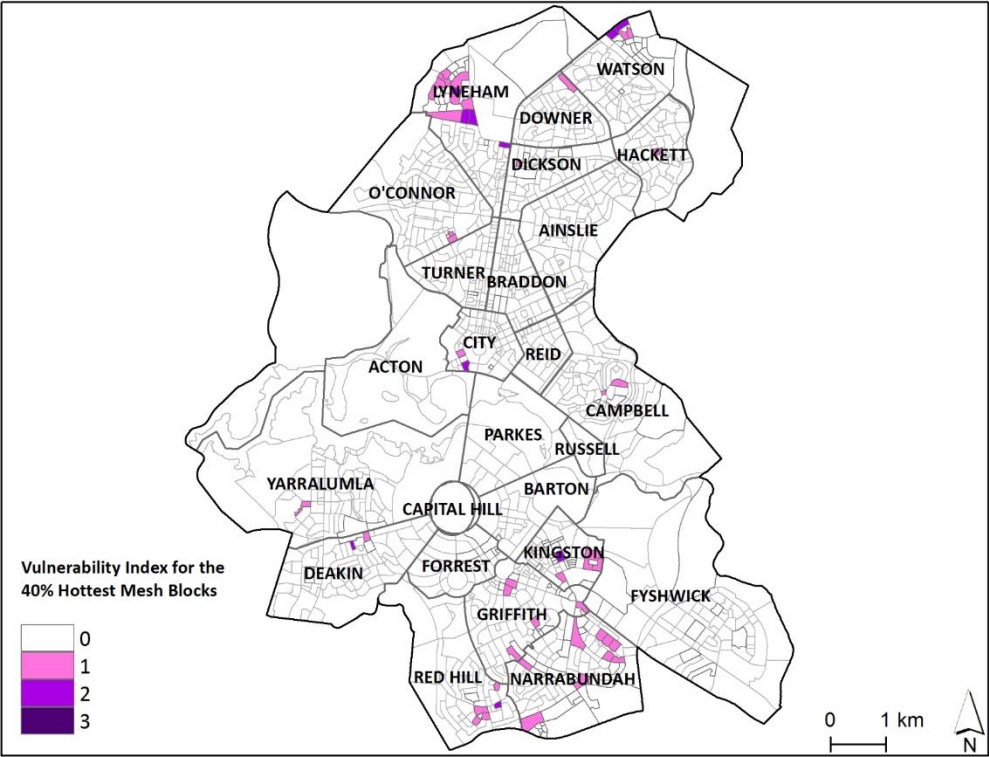 WATSON
LYNEHAM
DOWNER
DICKSON
HACKETT
O'CONNOR
AINSLIE
TURNER
BRADDON
CITY
REID
ACTON
CAMPBELL
PARKES
RUSSELL
YARRALUMLA
BARTON
CAPITAL HILL
KINGSTON
DEAKIN
FORREST
FYSHWICK
GRIFFITH
RED HILL
NARRABUNDAH
Vulnerability Index for the
40% Hottest Mesh Blocks
0
1
2
3
0 1 km
N